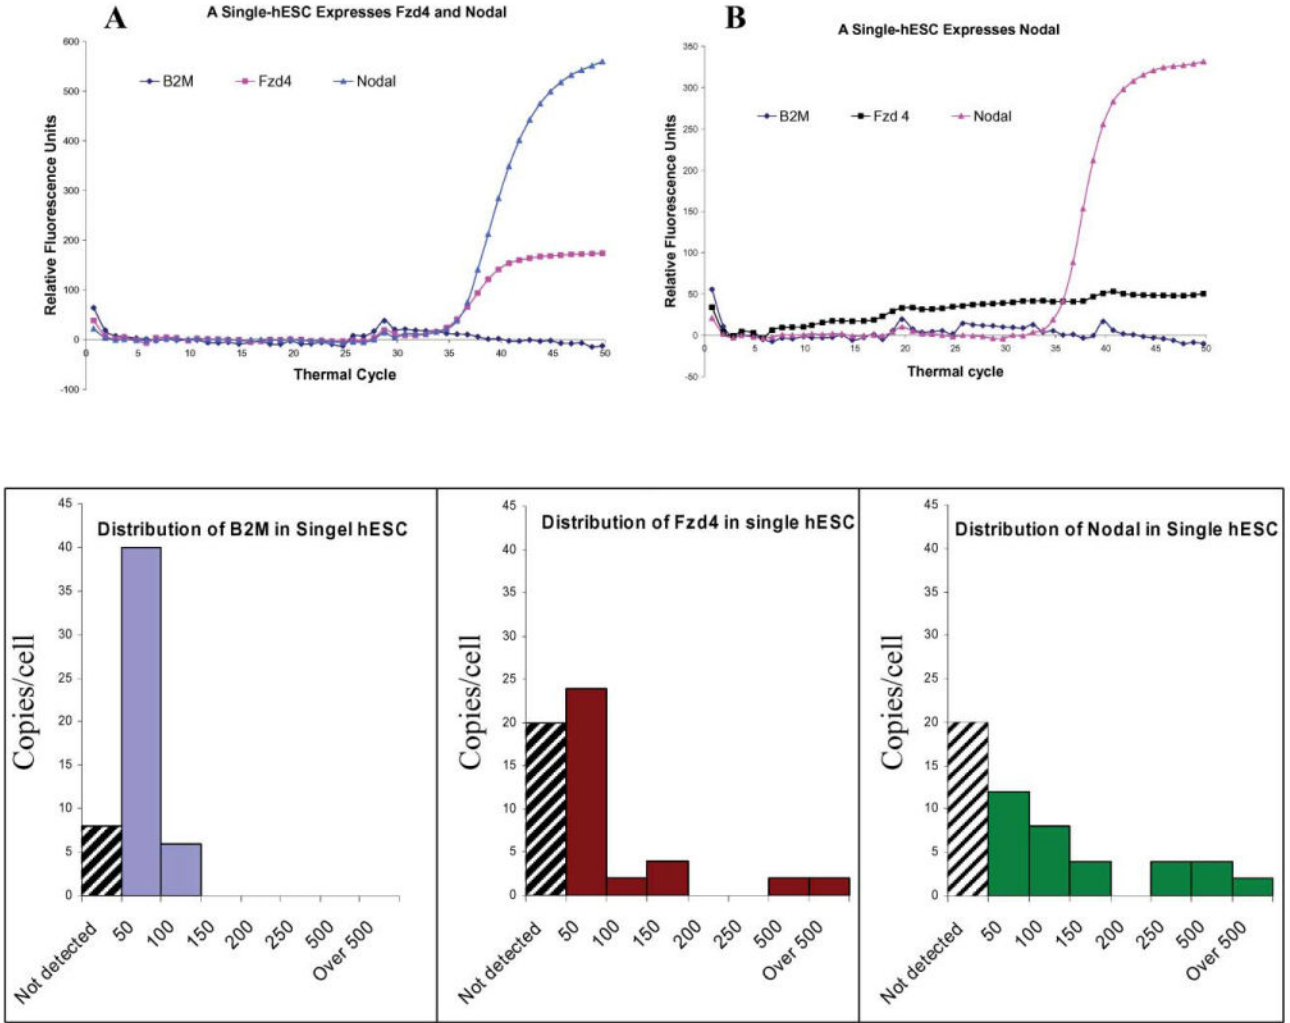 A
A Single-hESC Expresses Fzd4 and Nodal
600
500
400
300
200
100
0
-100
Relative Fluorescence Units
B2M Fzd4 Nodal
0 5 10 15 20 25 30 35 40 45 50
Thermal Cycle
B
A Single-hESC Expresses Nodal
350
300
250
200
150
100
50
0
-50
Relative Fluorescence Units
B2M Fzd 4 Nodal
0 5 10 15 20 25 30 35 40 45 50
Thermal cycle
Distribution of B2M in Singel hESC
Copies/cell
45
40
35
30
25
20
15
10
5
0
Not detected 50 100 150 200 250 500 Over 500
Distribution of Fzd4 in single hESC
Copies/cell
45
40
35
30
25
20
15
10
5
0
Not detected 50 100 150 200 250 500 Over 500
Distribution of Nodal in Single hESC
Copies/cell
45
40
35
30
25
20
15
10
5
0
Not detected 50 100 150 200 250 500 Over 500